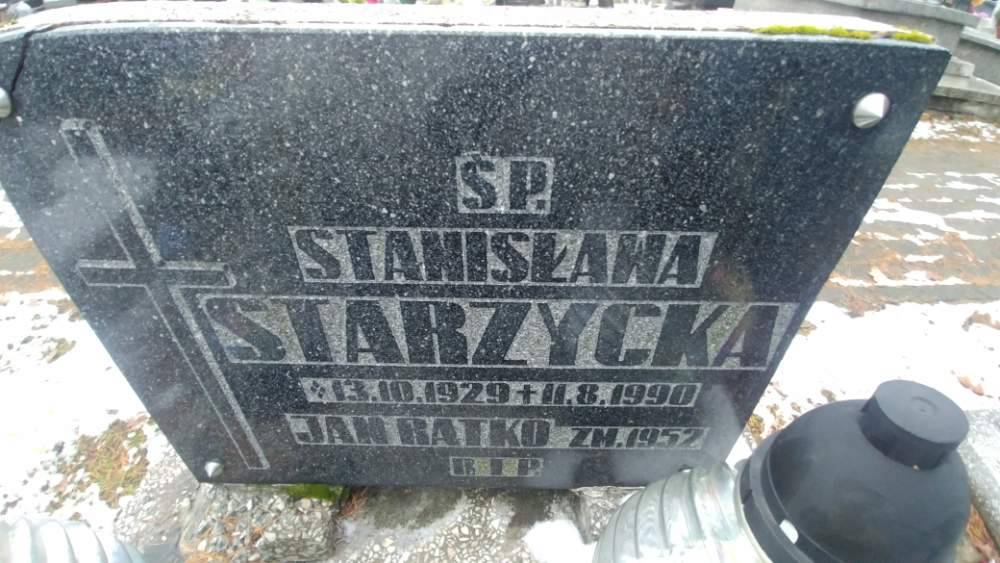 ŚP.
STANISŁAWA
STARZYCKA
* 13.10.1929 + 11.8.1990
JAN RATKO ZM. 1952
R.I.P.